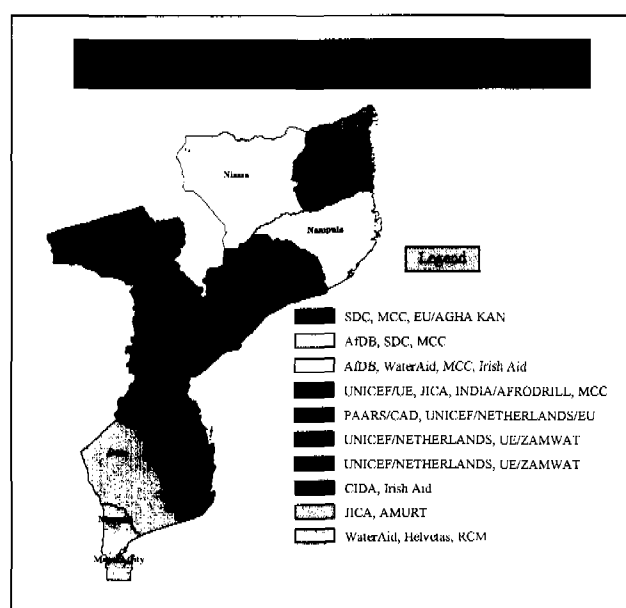 Niassa
Nampula
Legend
SDC, MCC, EU/AGHA KAN
AfDB, SDC, MCC
AfDB, WaterAid, MCC, Irish Aid
UNICEF/UE, JICA, INDIA/AFRODRILL, MCC
PAARS/CAD, UNICEF/NETHERLANDS/EU
UNICEF/NETHERLANDS, UE/ZAMWAT
UNICEF/NETHERLANDS, UE/ZAMWAT
CIDA, Irish Aid
JICA, AMURT
WaterAid, Helvetas, RCM